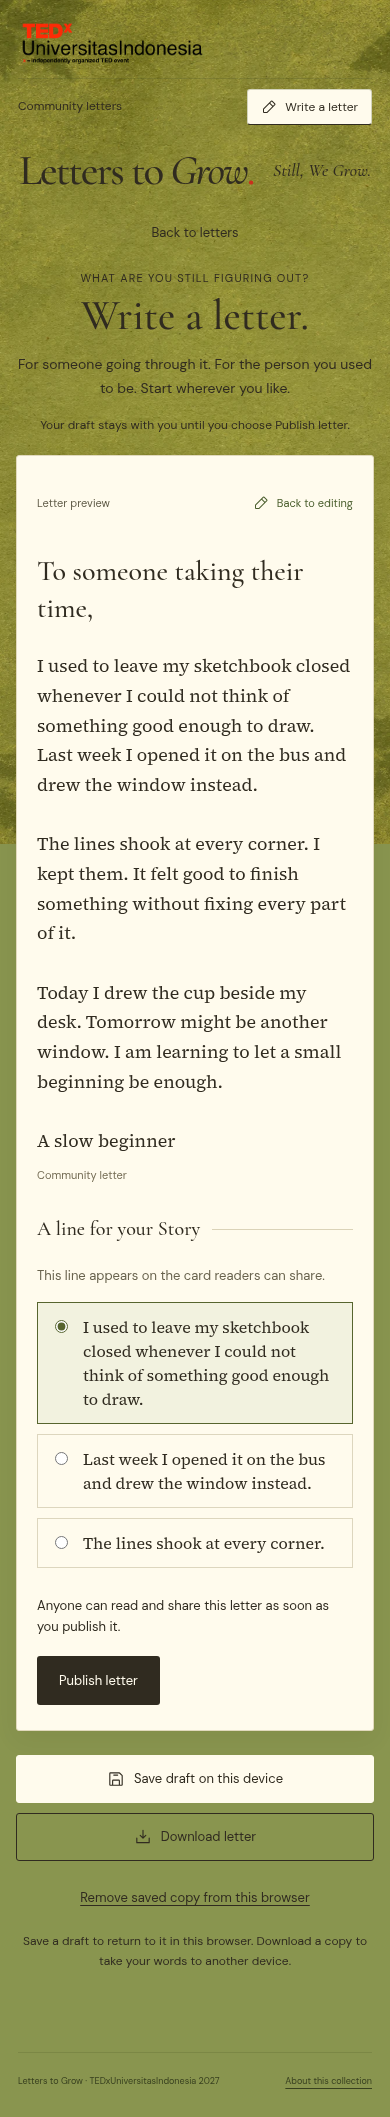 TEDx
UniversitasIndonesia
x = independently organized TED event
Community letters
Write a letter
Letters to Grow.
Still, We Grow.
Back to letters
WHAT ARE YOU STILL FIGURING OUT?
Write a letter.
For someone going through it. For the person you used
to be. Start wherever you like.
Your draft stays with you until you choose Publish letter.
Letter preview
Back to editing
To someone taking their
time,
I used to leave my sketchbook closed
whenever I could not think of
something good enough to draw.
Last week I opened it on the bus and
drew the window instead.
The lines shook at every corner. I
kept them. It felt good to finish
something without fixing every part
of it.
Today I drew the cup beside my
desk. Tomorrow might be another
window. I am learning to let a small
beginning be enough.
A slow beginner
Community letter
A line for your Story
This line appears on the card readers can share.
I used to leave my sketchbook
closed whenever I could not
think of something good enough
to draw.
Last week I opened it on the bus
and drew the window instead.
The lines shook at every corner.
Anyone can read and share this letter as soon as
you publish it.
Publish letter
Save draft on this device
Download letter
Remove saved copy from this browser
Save a draft to return to it in this browser. Download a copy to
take your words to another device.
Letters to Grow · TEDxUniversitasIndonesia 2027
About this collection